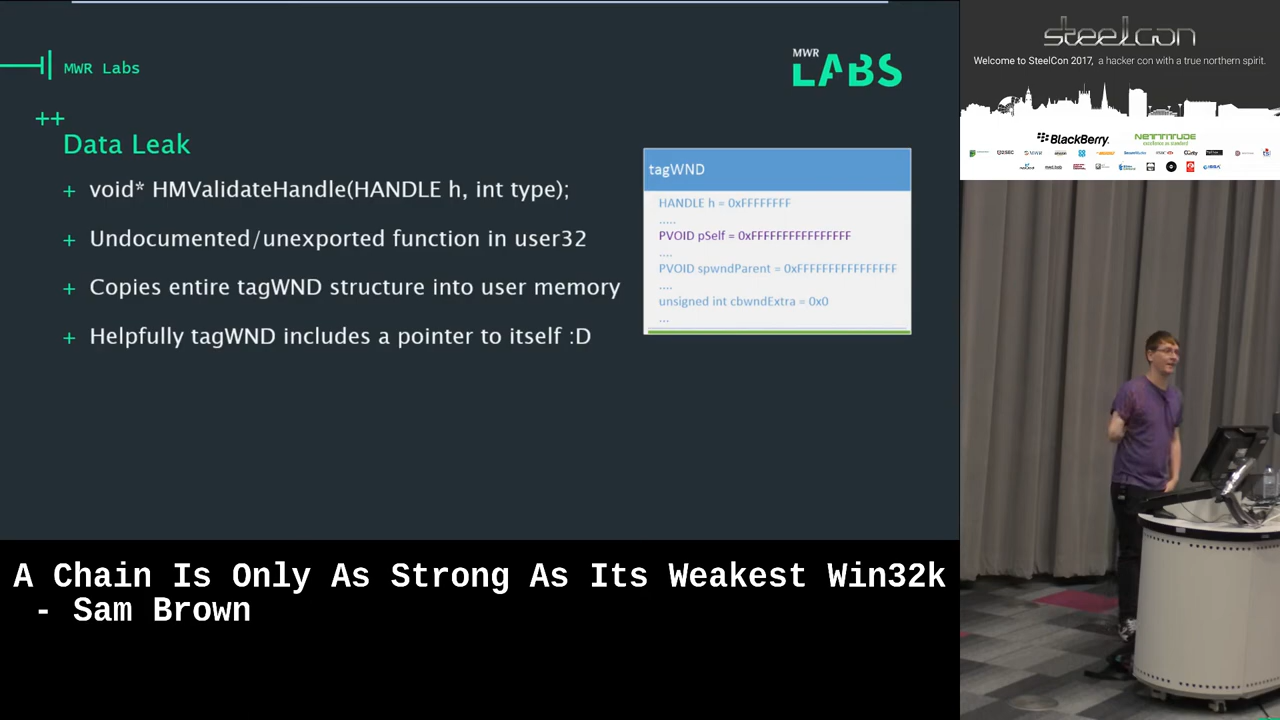 MWR Labs
MWR
LABS
++
Data Leak
+ void* HMValidateHandle(HANDLE h, int type);
+ Undocumented/unexported function in user32
+ Copies entire tagWND structure into user memory
+ Helpfully tagWND includes a pointer to itself :D
tagWND
HANDLE h = 0xFFFFFFFF
.....
PVOID pSelf = 0xFFFFFFFFFFFFFFFF
....
PVOID spwndParent = 0xFFFFFFFFFFFFFFFF
....
unsigned int cbwndExtra = 0x0
...
steelcon
Welcome to SteelCon 2017, a hacker con with a true northern spirit.
BlackBerry.
NETTITUDE
A Chain Is Only As Strong As Its Weakest Win32k
- Sam Brown